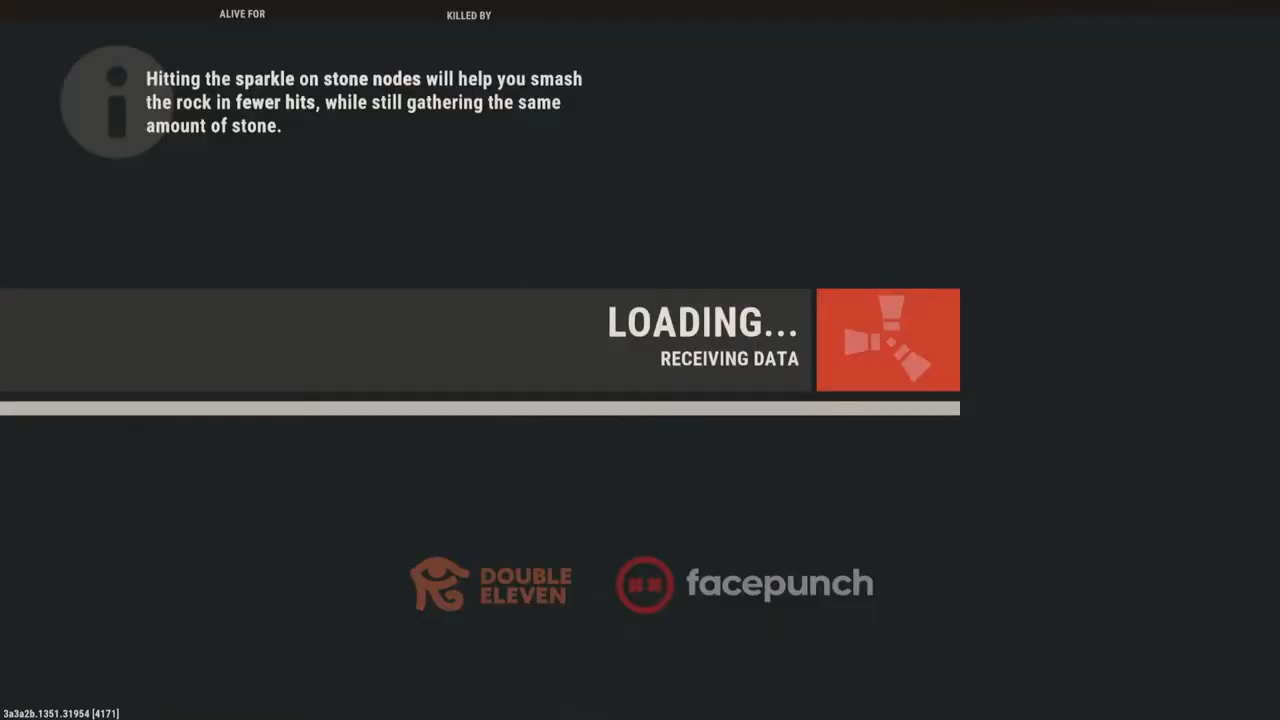 ALIVE FOR
KILLED BY
Hitting the sparkle on stone nodes will help you smash
the rock in fewer hits, while still gathering the same
amount of stone.
LOADING...
RECEIVING DATA
DOUBLE
ELEVEN
facepunch
3a3a2b.1351.31954 [4171]